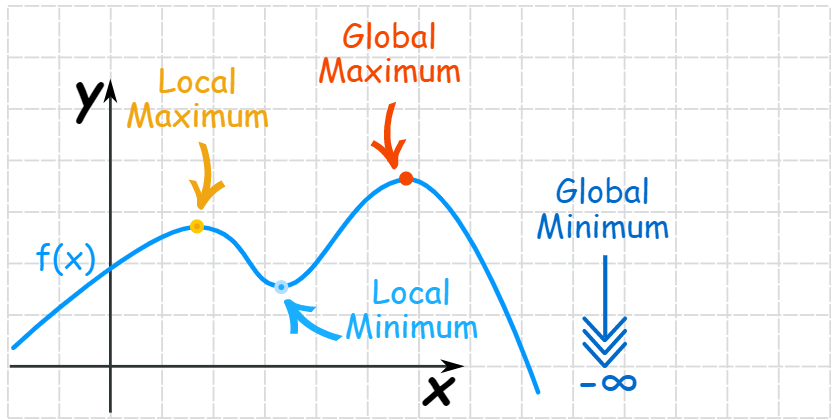 Global
Maximum
Local
Maximum
y
Global
Minimum
f(x)
Local
Minimum
x
-∞